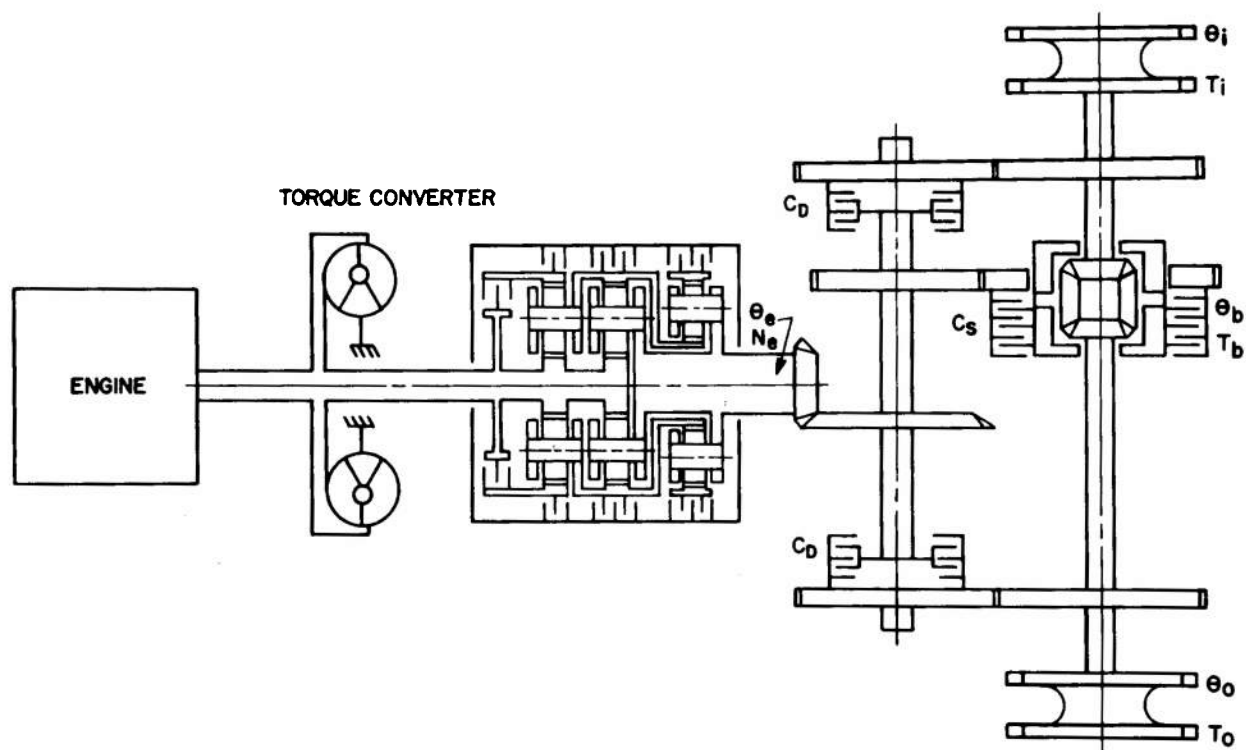 θi
Ti
TORQUE CONVERTER
CD
θe
Ne
CS
θb
Tb
ENGINE
CD
θo
To